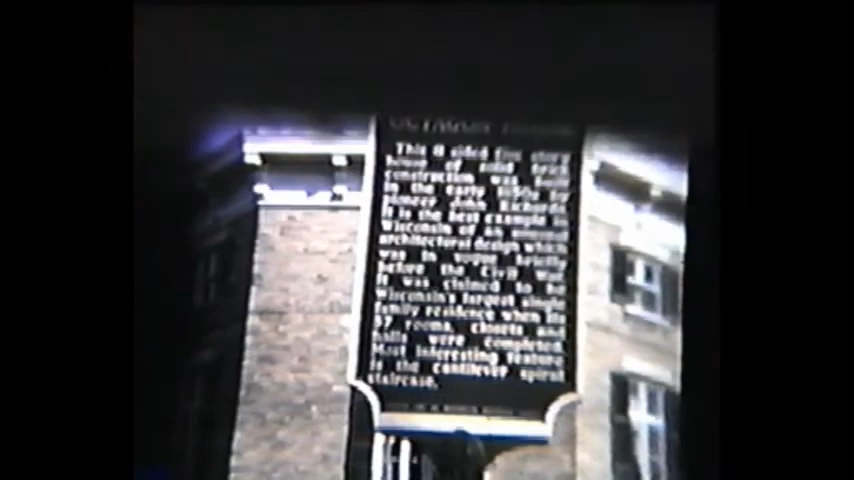 OCTAGON HOUSE
This 8 sided five story
house of solid brick
construction was built
in the early 1850s by
pioneer John Richards.
It is the best example in
Wisconsin of an
architectural design which
was in vogue briefly
before the Civil War.
It was claimed to be
Wisconsin's largest single
family residence when its
57 rooms, closets and
halls were completed.
Most interesting feature
is the cantilever spiral
staircase.